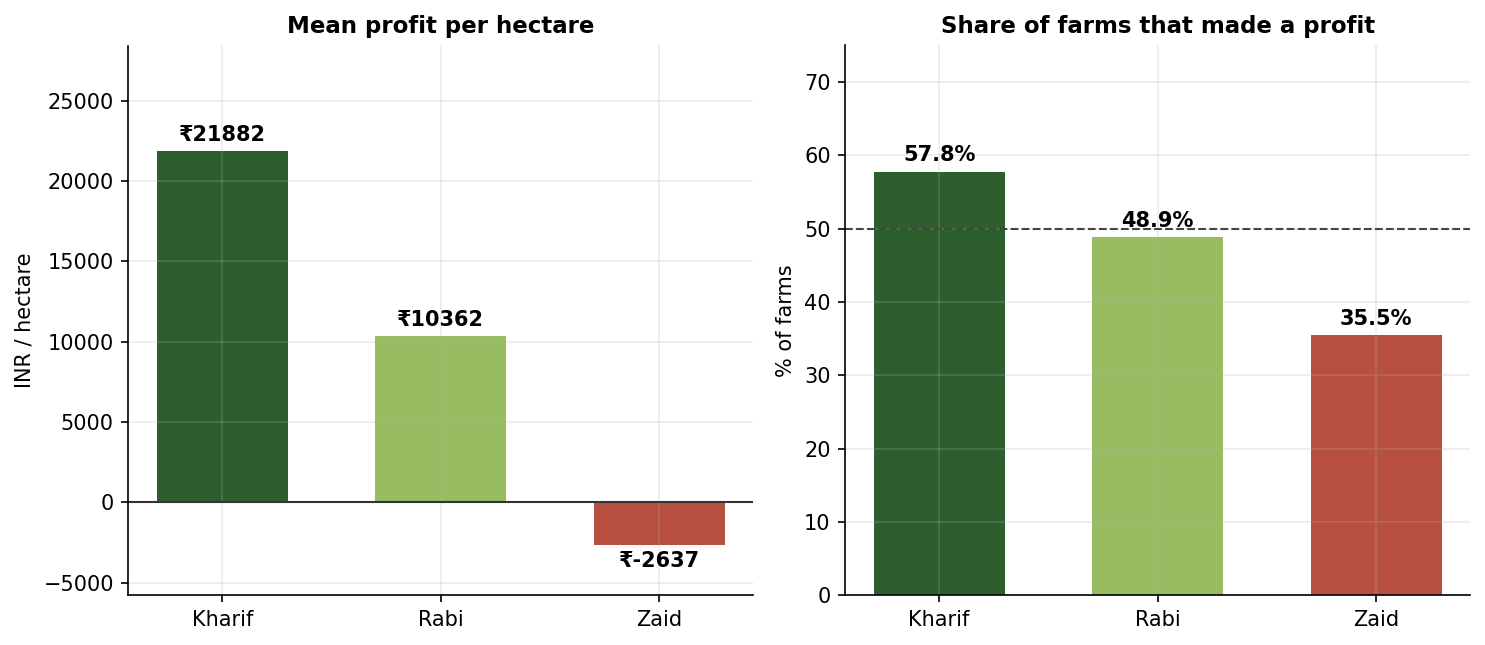 Mean profit per hectare
INR / hectare
25000
20000
15000
10000
5000
0
−5000
₹21882
₹10362
₹-2637
Kharif
Rabi
Zaid
Share of farms that made a profit
% of farms
70
60
50
40
30
20
10
0
57.8%
48.9%
35.5%
Kharif
Rabi
Zaid